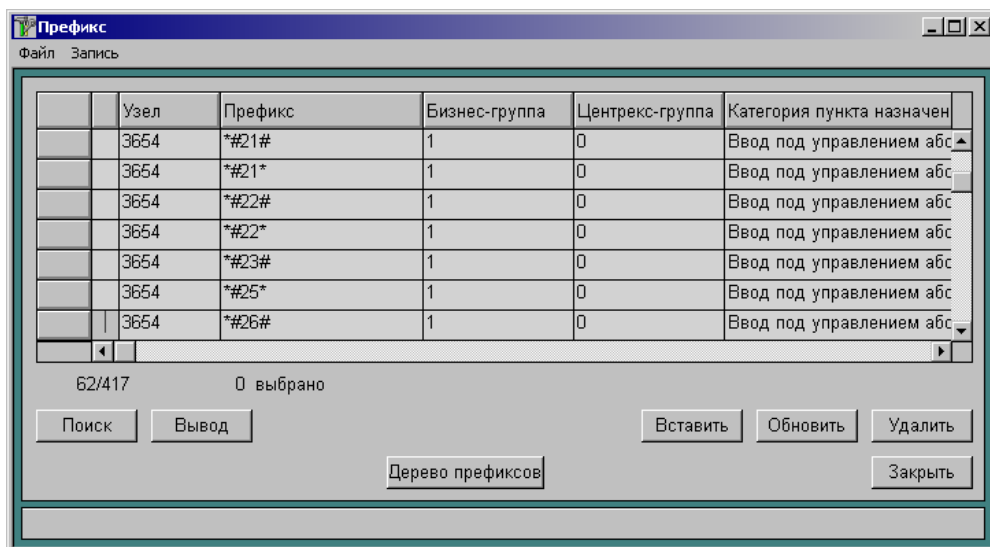 Префикс
Файл Запись
Узел Префикс Бизнес-группа Центрекс-группа Категория пункта назначен
3654 *#21# 1 0 Ввод под управлением абс
3654 *#21* 1 0 Ввод под управлением абс
3654 *#22# 1 0 Ввод под управлением абс
3654 *#22* 1 0 Ввод под управлением абс
3654 *#23# 1 0 Ввод под управлением абс
3654 *#25* 1 0 Ввод под управлением абс
3654 *#26# 1 0 Ввод под управлением абс
62/417 0 выбрано
Поиск Вывод Вставить Обновить Удалить
Дерево префиксов Закрыть